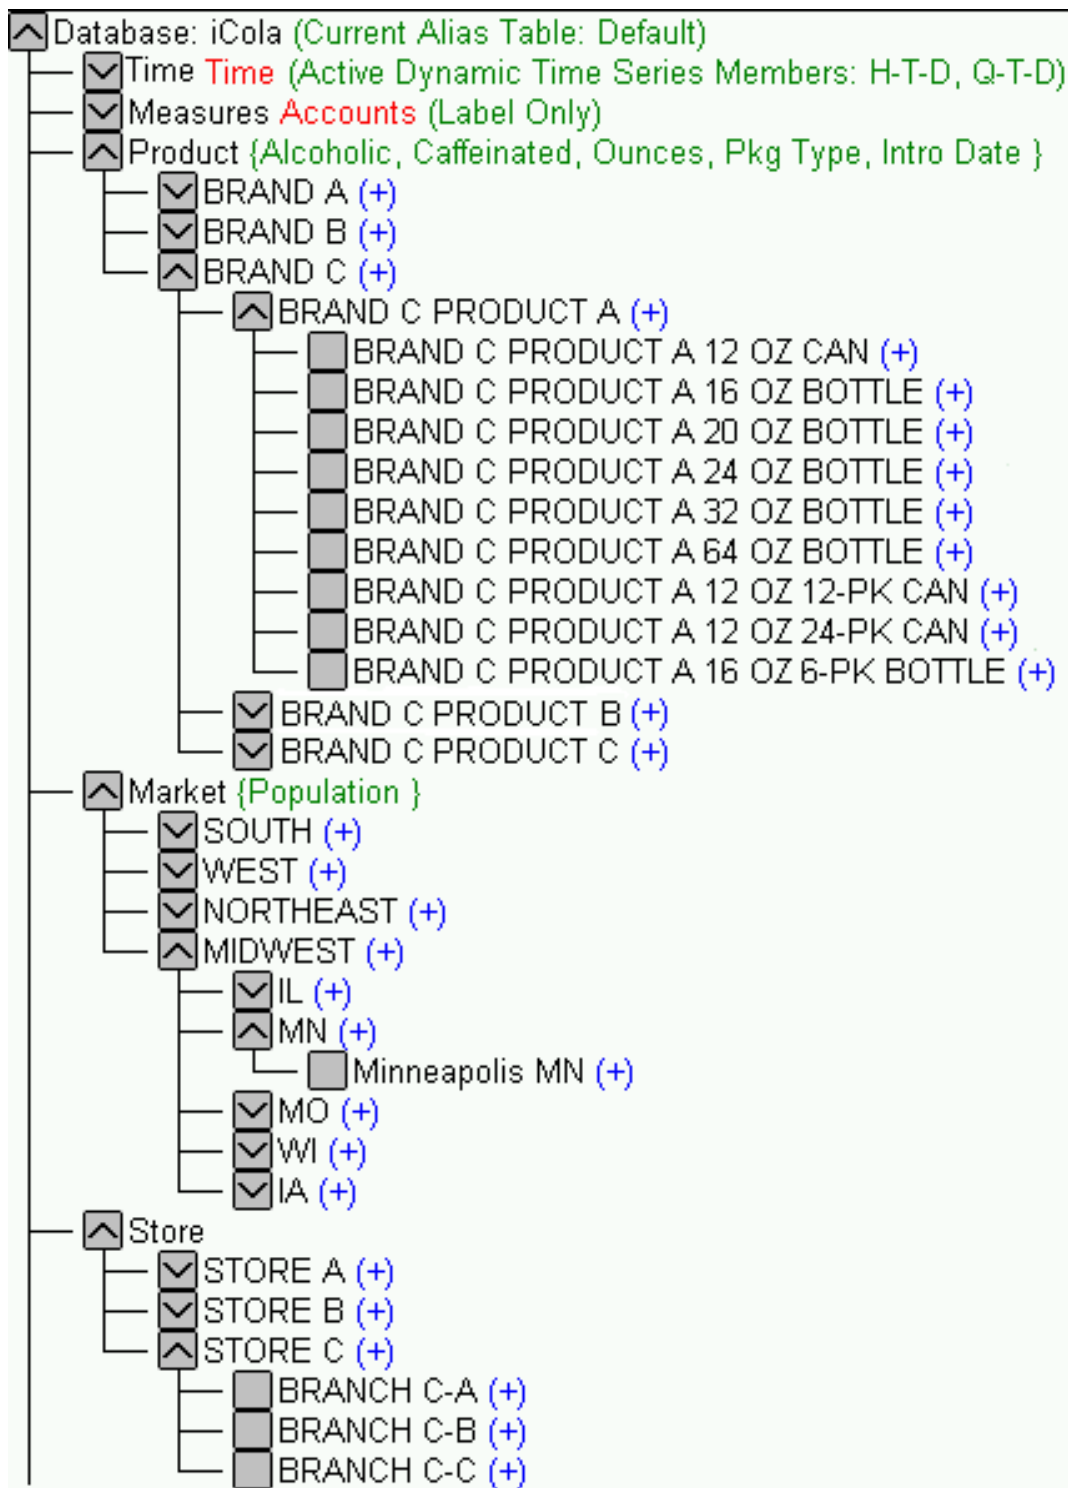 Database: iCola (Current Alias Table: Default)
Time Time (Active Dynamic Time Series Members: H-T-D, Q-T-D)
Measures Accounts (Label Only)
Product {Alcoholic, Caffeinated, Ounces, Pkg Type, Intro Date }
BRAND A (+)
BRAND B (+)
BRAND C (+)
BRAND C PRODUCT A (+)
BRAND C PRODUCT A 12 OZ CAN (+)
BRAND C PRODUCT A 16 OZ BOTTLE (+)
BRAND C PRODUCT A 20 OZ BOTTLE (+)
BRAND C PRODUCT A 24 OZ BOTTLE (+)
BRAND C PRODUCT A 32 OZ BOTTLE (+)
BRAND C PRODUCT A 64 OZ BOTTLE (+)
BRAND C PRODUCT A 12 OZ 12-PK CAN (+)
BRAND C PRODUCT A 12 OZ 24-PK CAN (+)
BRAND C PRODUCT A 16 OZ 6-PK BOTTLE (+)
BRAND C PRODUCT B (+)
BRAND C PRODUCT C (+)
Market {Population }
SOUTH (+)
WEST (+)
NORTHEAST (+)
MIDWEST (+)
IL (+)
MN (+)
Minneapolis MN (+)
MO (+)
WI (+)
IA (+)
Store
STORE A (+)
STORE B (+)
STORE C (+)
BRANCH C-A (+)
BRANCH C-B (+)
BRANCH C-C (+)